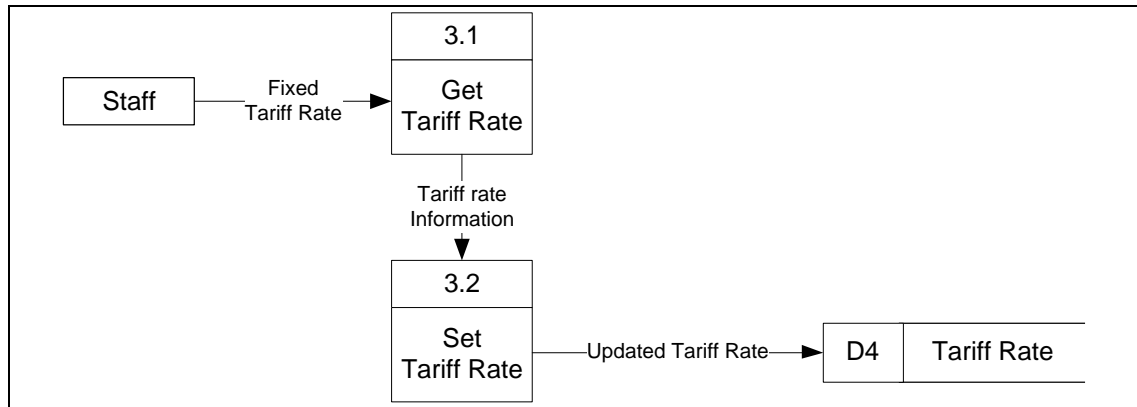 3.1
Staff
Fixed
Tariff Rate
Get
Tariff Rate
Tariff rate
Information
3.2
Set
Tariff Rate
Updated Tariff Rate
D4
Tariff Rate